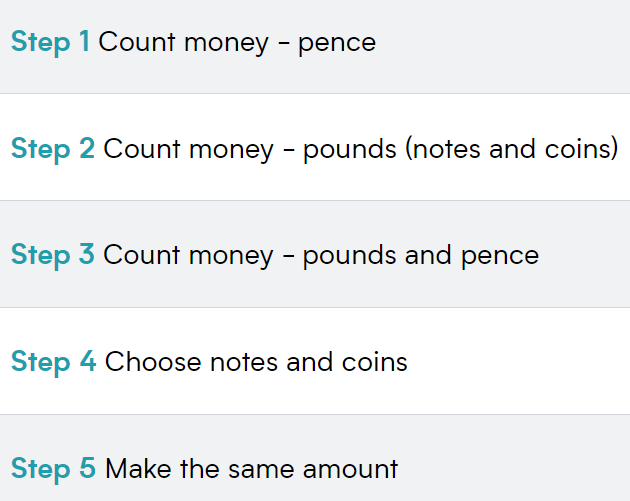 Step 1 Count money - pence
Step 2 Count money - pounds (notes and coins)
Step 3 Count money - pounds and pence
Step 4 Choose notes and coins
Step 5 Make the same amount